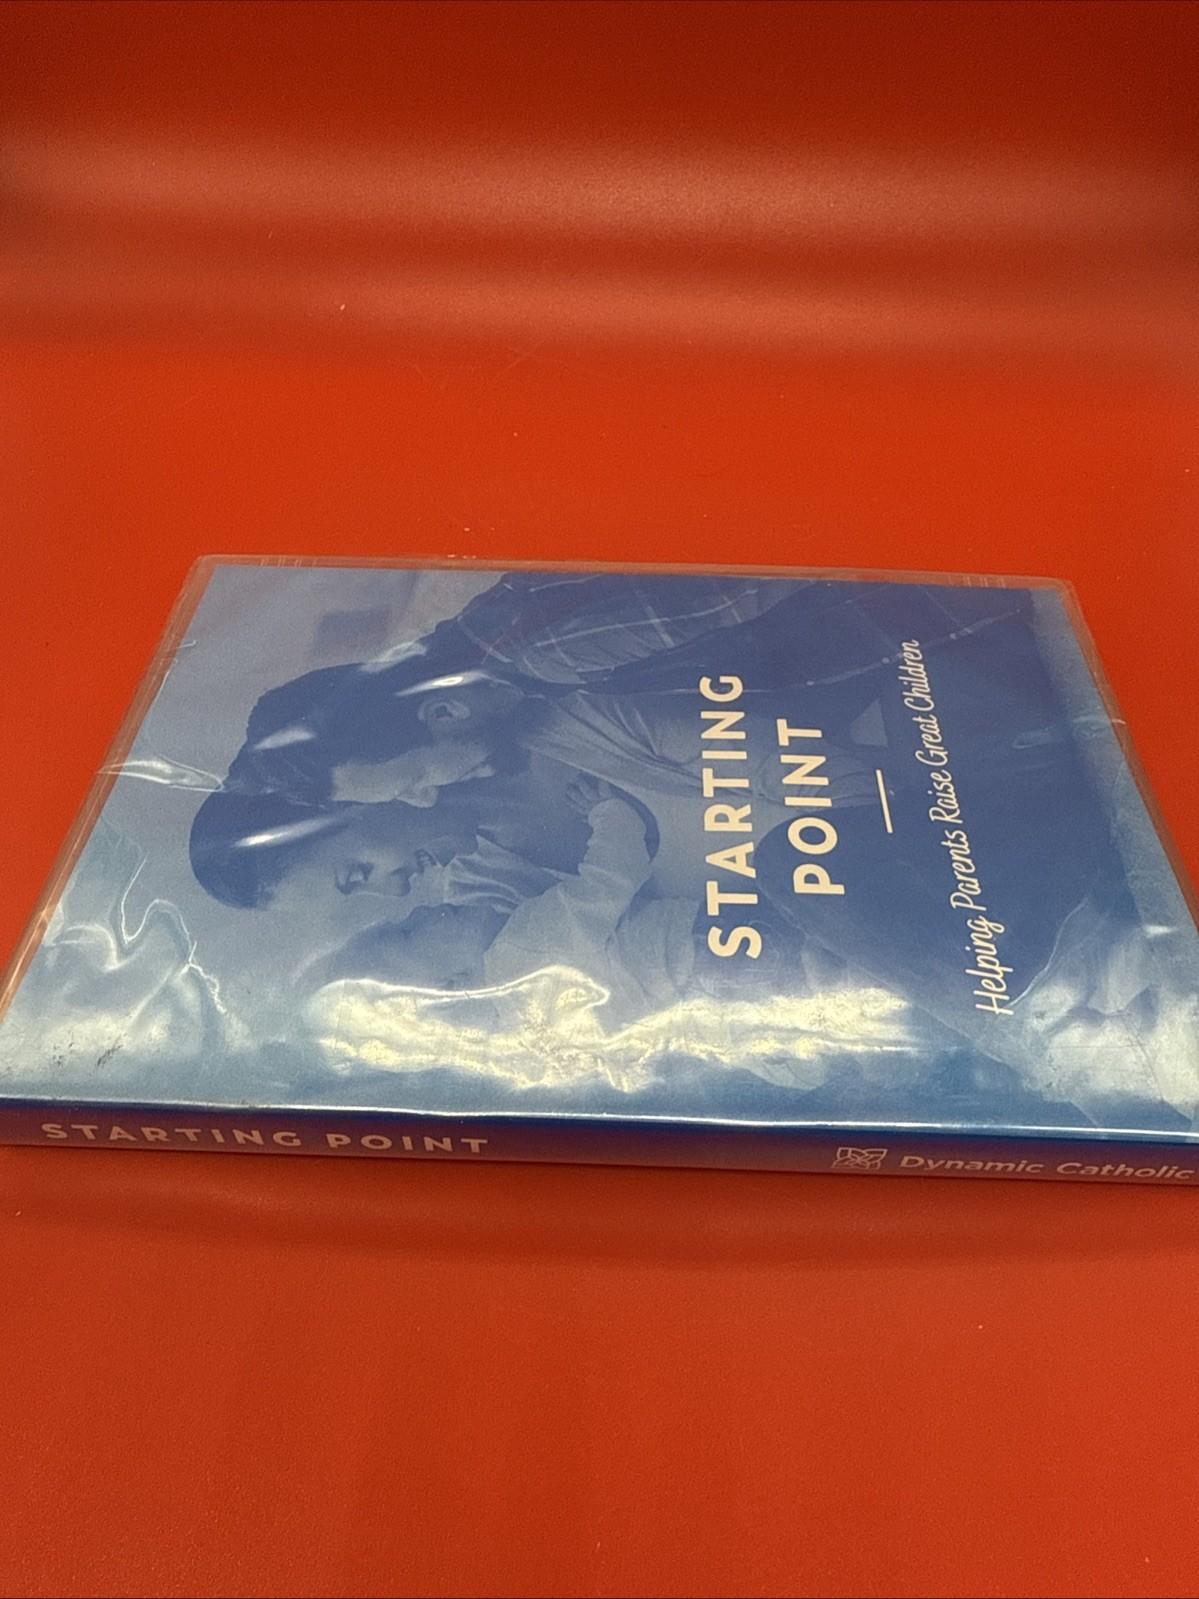 STARTING
POINT
Helping Parents Raise Great Children
STARTING POINT
Dynamic Catholic